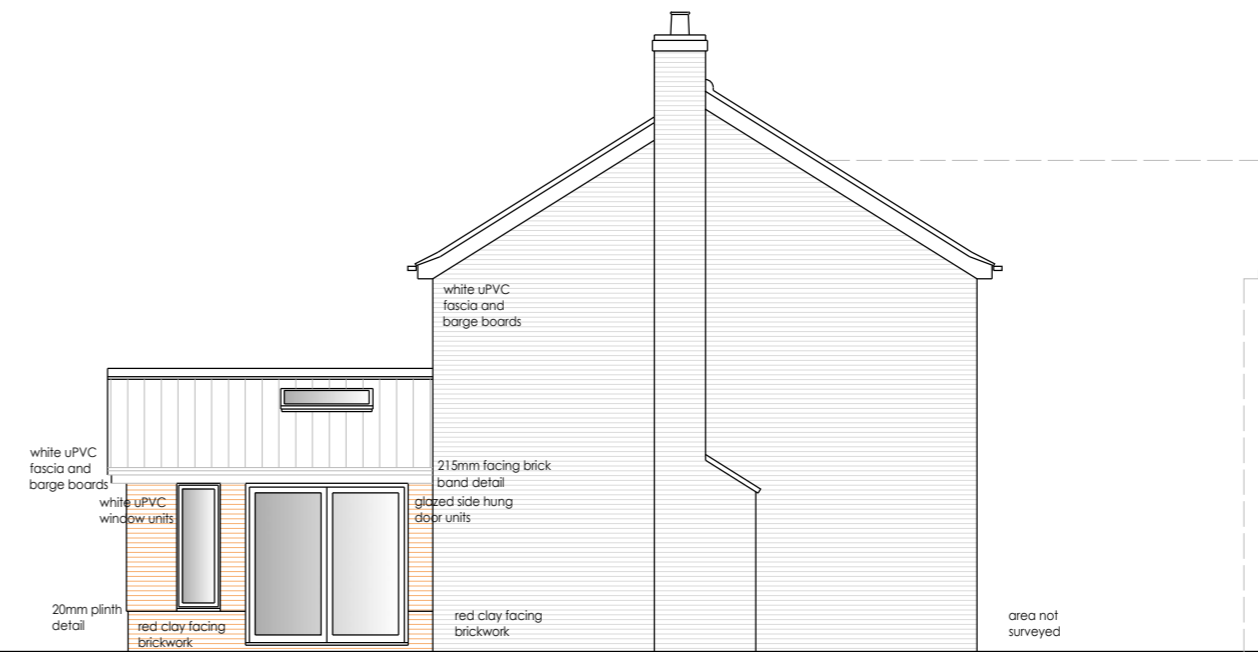 white uPVC
fascia and
barge boards
white uPVC
fascia and
barge boards
215mm facing brick
band detail
white uPVC
window units
glazed side hung
door units
20mm plinth
detail
red clay facing
brickwork
red clay facing
brickwork
area not
surveyed